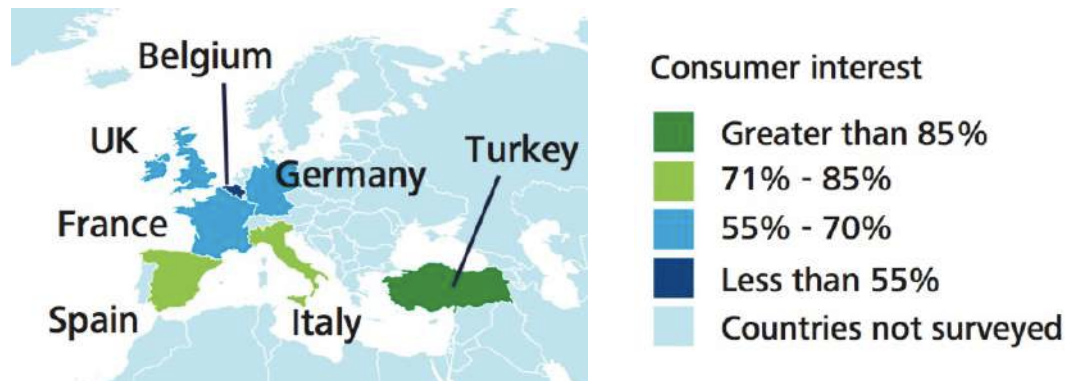 Belgium
UK
Germany
Turkey
France
Spain
Italy
Consumer interest
Greater than 85%
71% - 85%
55% - 70%
Less than 55%
Countries not surveyed